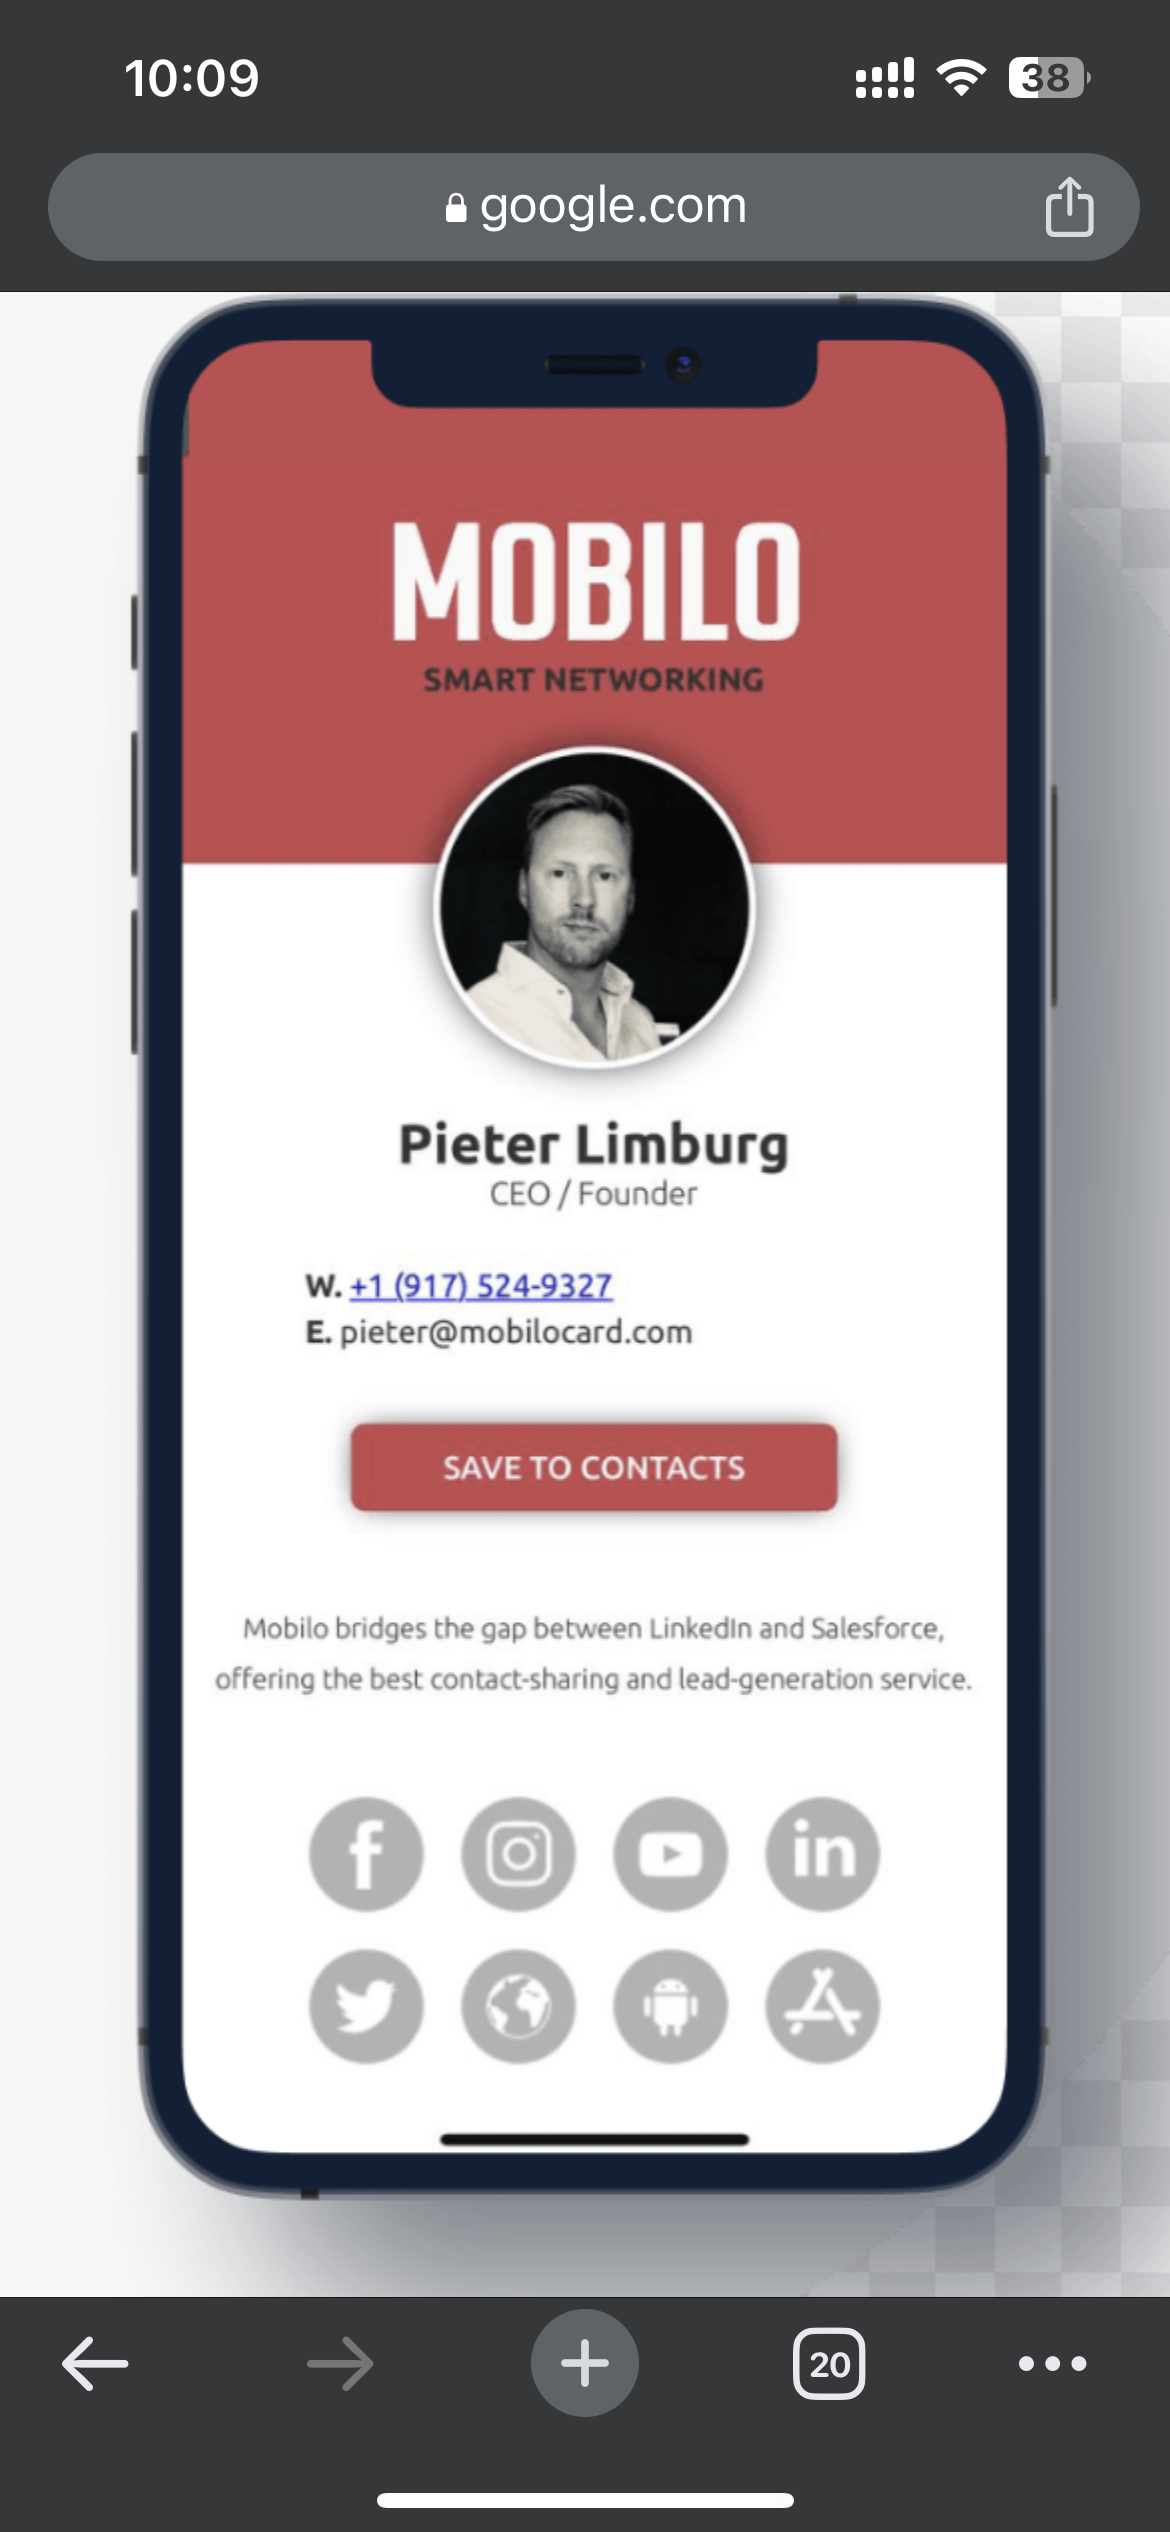 10:09
38
google.com
MOBILO
SMART NETWORKING
Pieter Limburg
CEO / Founder
W. +1 (917) 524-9327
E. pieter@mobilocard.com
SAVE TO CONTACTS
Mobilo bridges the gap between LinkedIn and Salesforce,
offering the best contact-sharing and lead-generation service.
f
in
20